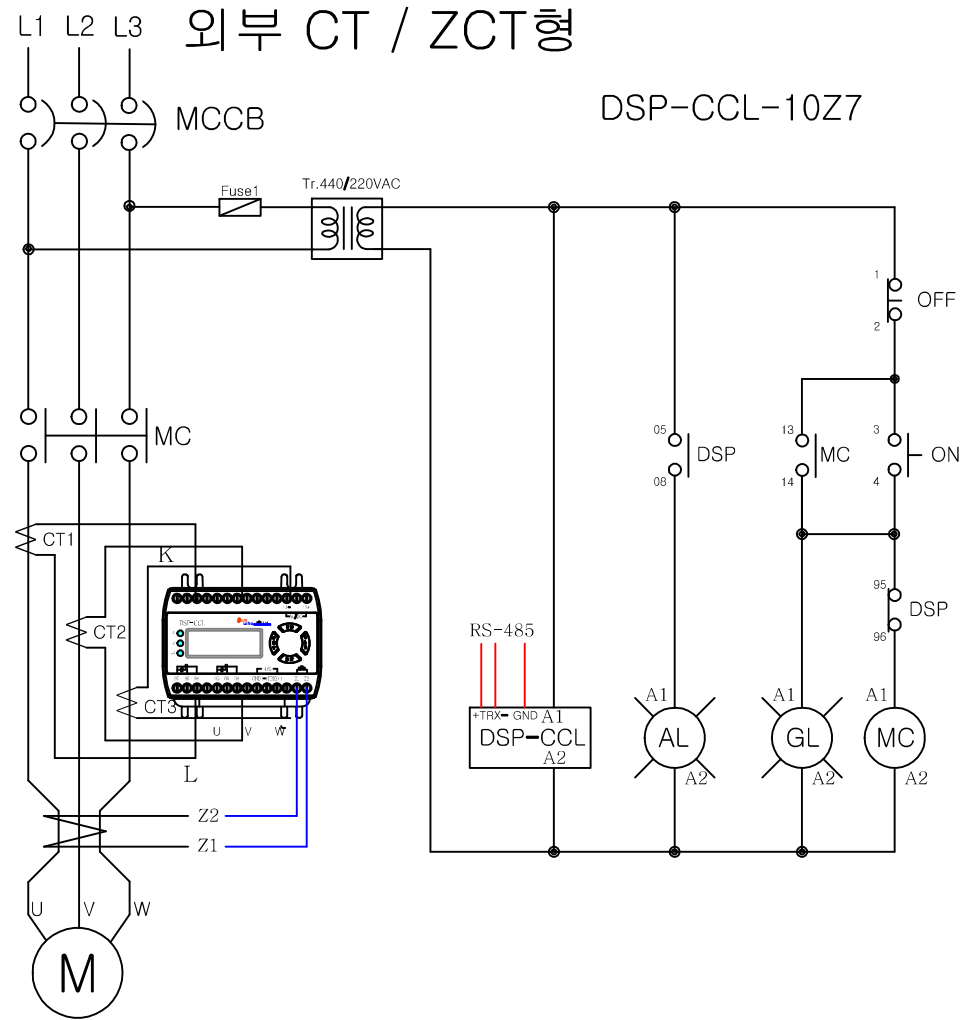 외부 CT / ZCT형
L1 L2 L3
MCCB
DSP-CCL-10Z7
Fuse1
Tr.440/220VAC
1
OFF
2
MC
05
DSP
08
13
MC
14
3
ON
4
CT1
K
CT2
CT3
DSP-CCL
U V W
L
95
DSP
96
RS-485
+TRX- GND A1
DSP-CCL
A2
A1
AL
A2
A1
GL
A2
A1
MC
A2
Z2
Z1
U V W
M